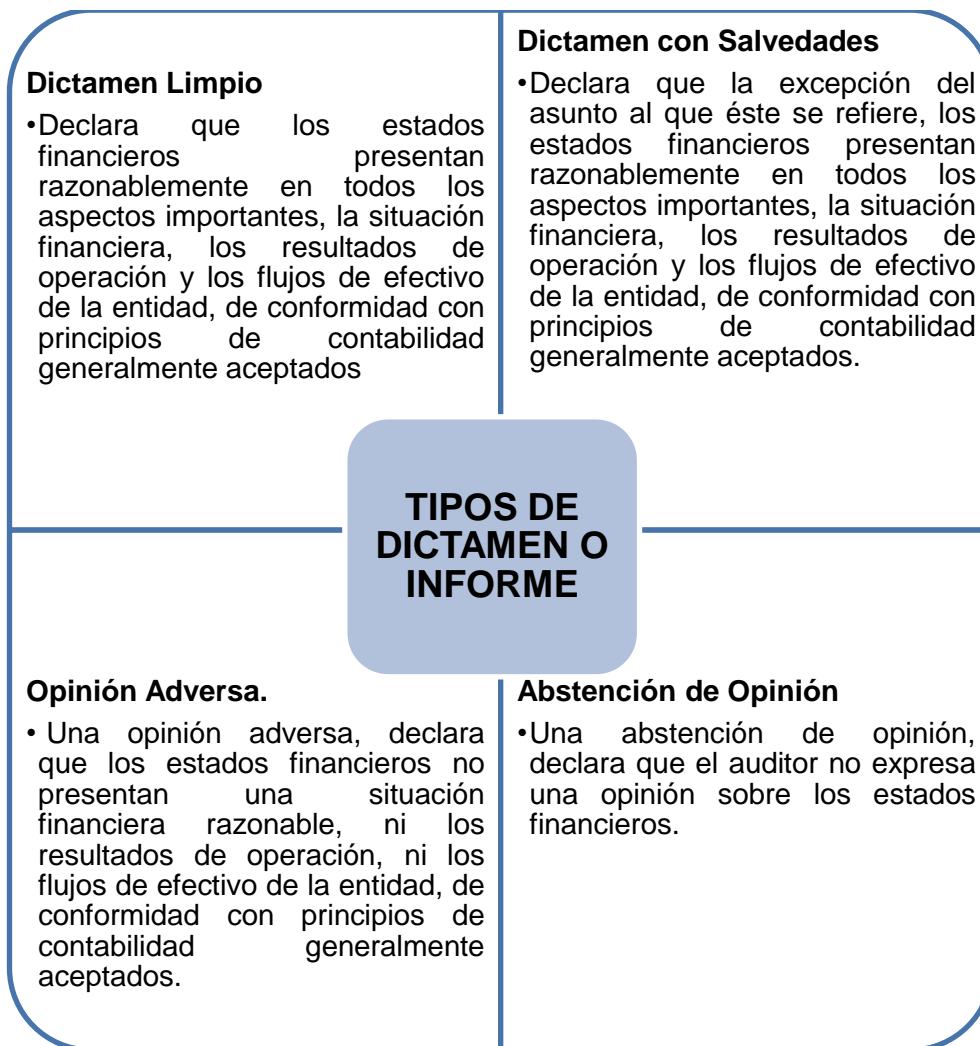 Dictamen Limpio
•Declara que los estados
financieros presentan
razonablemente en todos los
aspectos importantes, la situación
financiera, los resultados de
operación y los flujos de efectivo
de la entidad, de conformidad con
principios de contabilidad
generalmente aceptados
Dictamen con Salvedades
•Declara que la excepción del
asunto al que éste se refiere, los
estados financieros presentan
razonablemente en todos los
aspectos importantes, la situación
financiera, los resultados de
operación y los flujos de efectivo
de la entidad, de conformidad con
principios de contabilidad
generalmente aceptados.
TIPOS DE
DICTAMEN O
INFORME
Opinión Adversa.
• Una opinión adversa, declara
que los estados financieros no
presentan una situación
financiera razonable, ni los
resultados de operación, ni los
flujos de efectivo de la entidad, de
conformidad con principios de
contabilidad generalmente
aceptados.
Abstención de Opinión
•Una abstención de opinión,
declara que el auditor no expresa
una opinión sobre los estados
financieros.